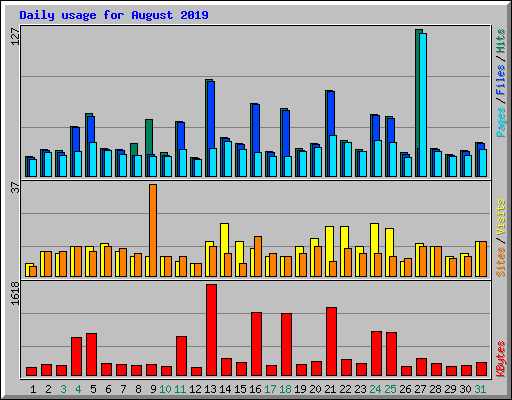 Daily usage for August 2019
127
Pages / Files / Hits
37
Sites / Visits
1618
KBytes
1 2 3 4 5 6 7 8 9 10 11 12 13 14 15 16 17 18 19 20 21 22 23 24 25 26 27 28 29 30 31